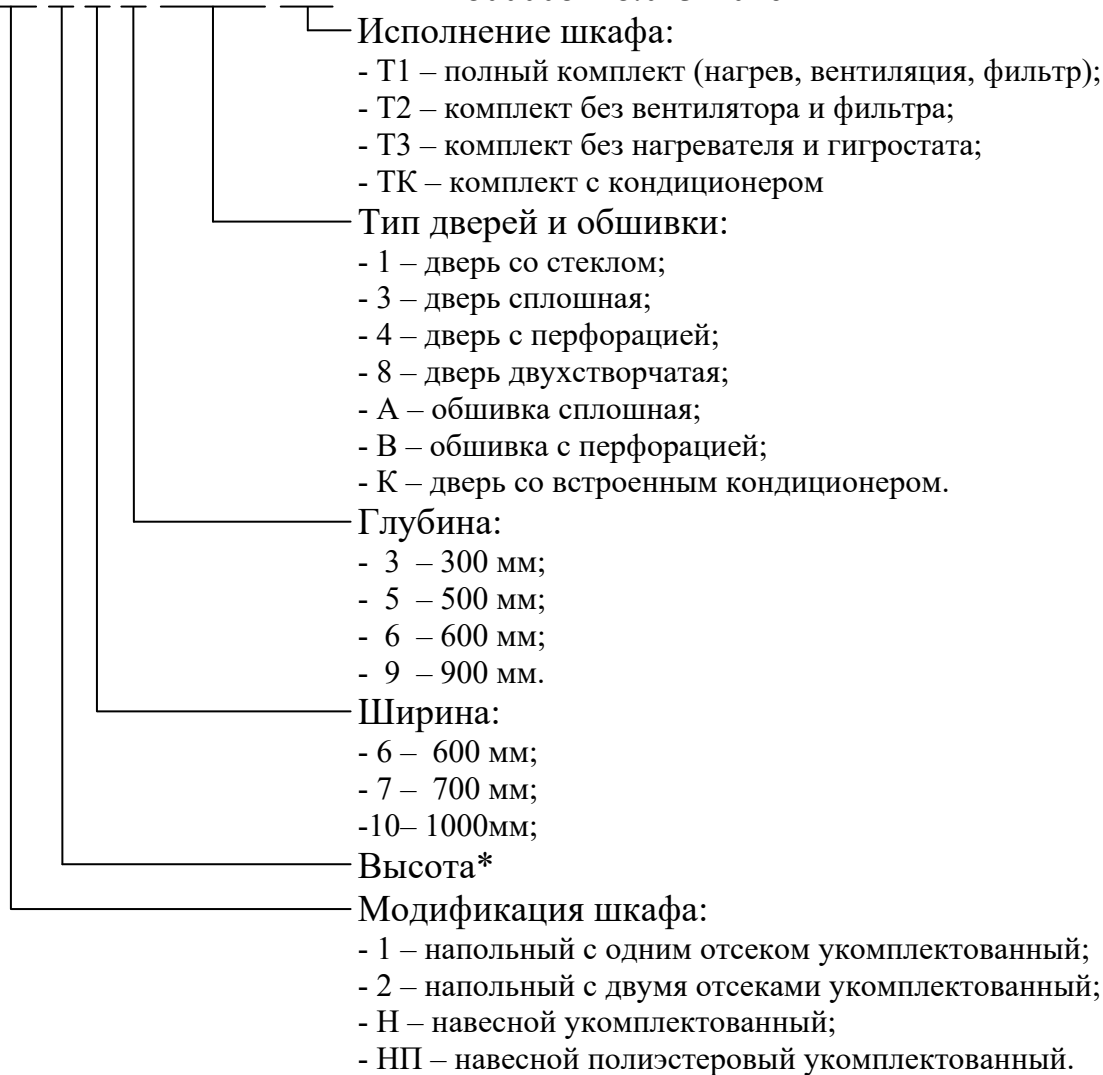 Исполнение шкафа:
- Т1 – полный комплект (нагрев, вентиляция, фильтр);
- Т2 – комплект без вентилятора и фильтра;
- Т3 – комплект без нагревателя и гигростата;
- ТК – комплект с кондиционером
Тип дверей и обшивки:
- 1 – дверь со стеклом;
- 3 – дверь сплошная;
- 4 – дверь с перфорацией;
- 8 – дверь двухстворчатая;
- А – обшивка сплошная;
- В – обшивка с перфорацией;
- К – дверь со встроенным кондиционером.
Глубина:
- 3 – 300 мм;
- 5 – 500 мм;
- 6 – 600 мм;
- 9 – 900 мм.
Ширина:
- 6 – 600 мм;
- 7 – 700 мм;
-10– 1000мм;
Высота*
Модификация шкафа:
- 1 – напольный с одним отсеком укомплектованный;
- 2 – напольный с двумя отсеками укомплектованный;
- Н – навесной укомплектованный;
- НП – навесной полиэстеровый укомплектованный.